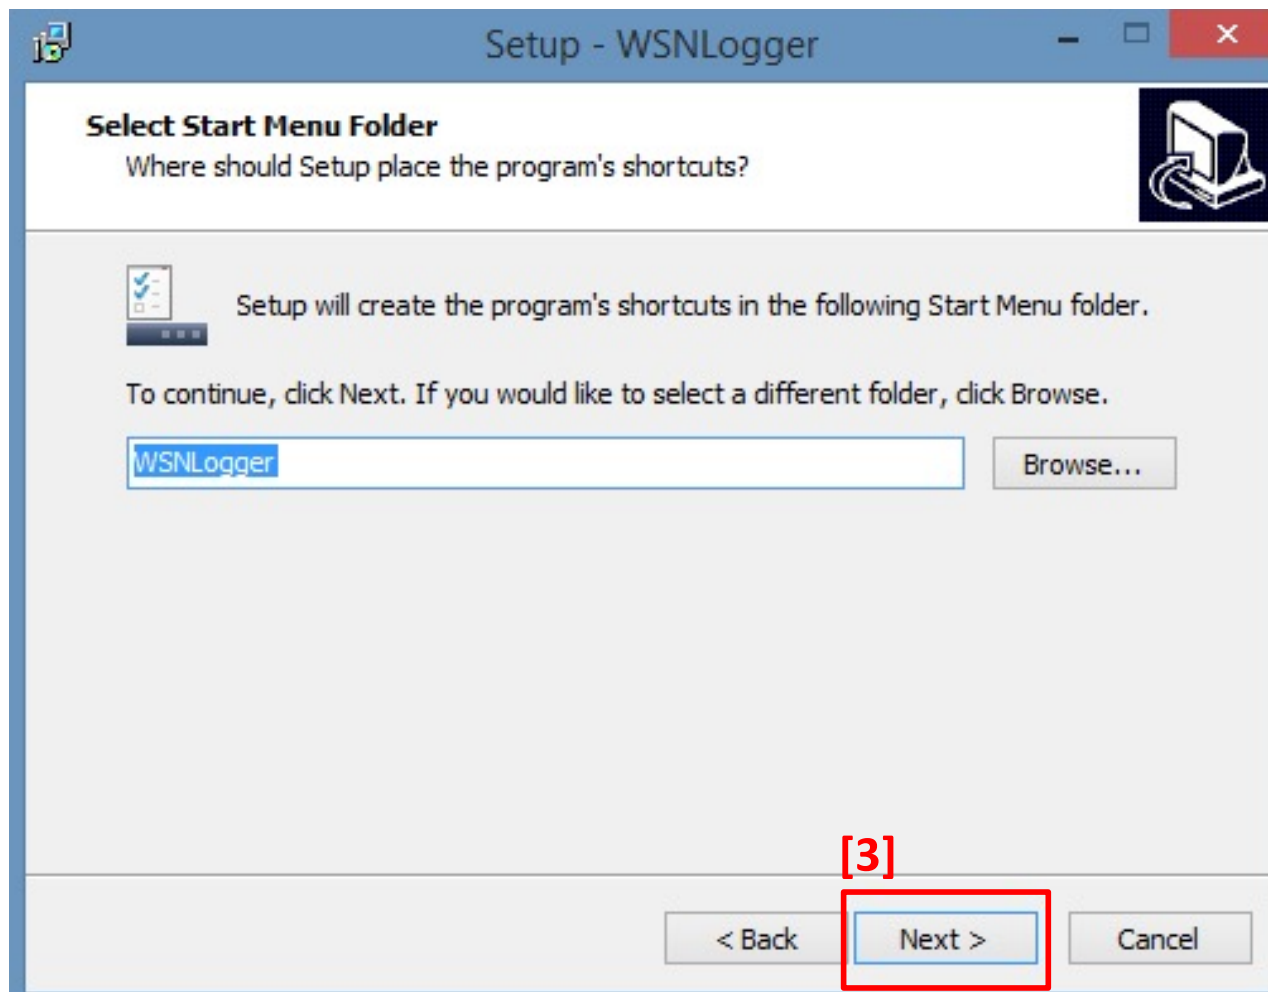 Setup - WSNLogger
Select Start Menu Folder
Where should Setup place the program's shortcuts?
Setup will create the program's shortcuts in the following Start Menu folder.
To continue, click Next. If you would like to select a different folder, click Browse.
WSNLogger
Browse...
[3]
< Back
Next >
Cancel